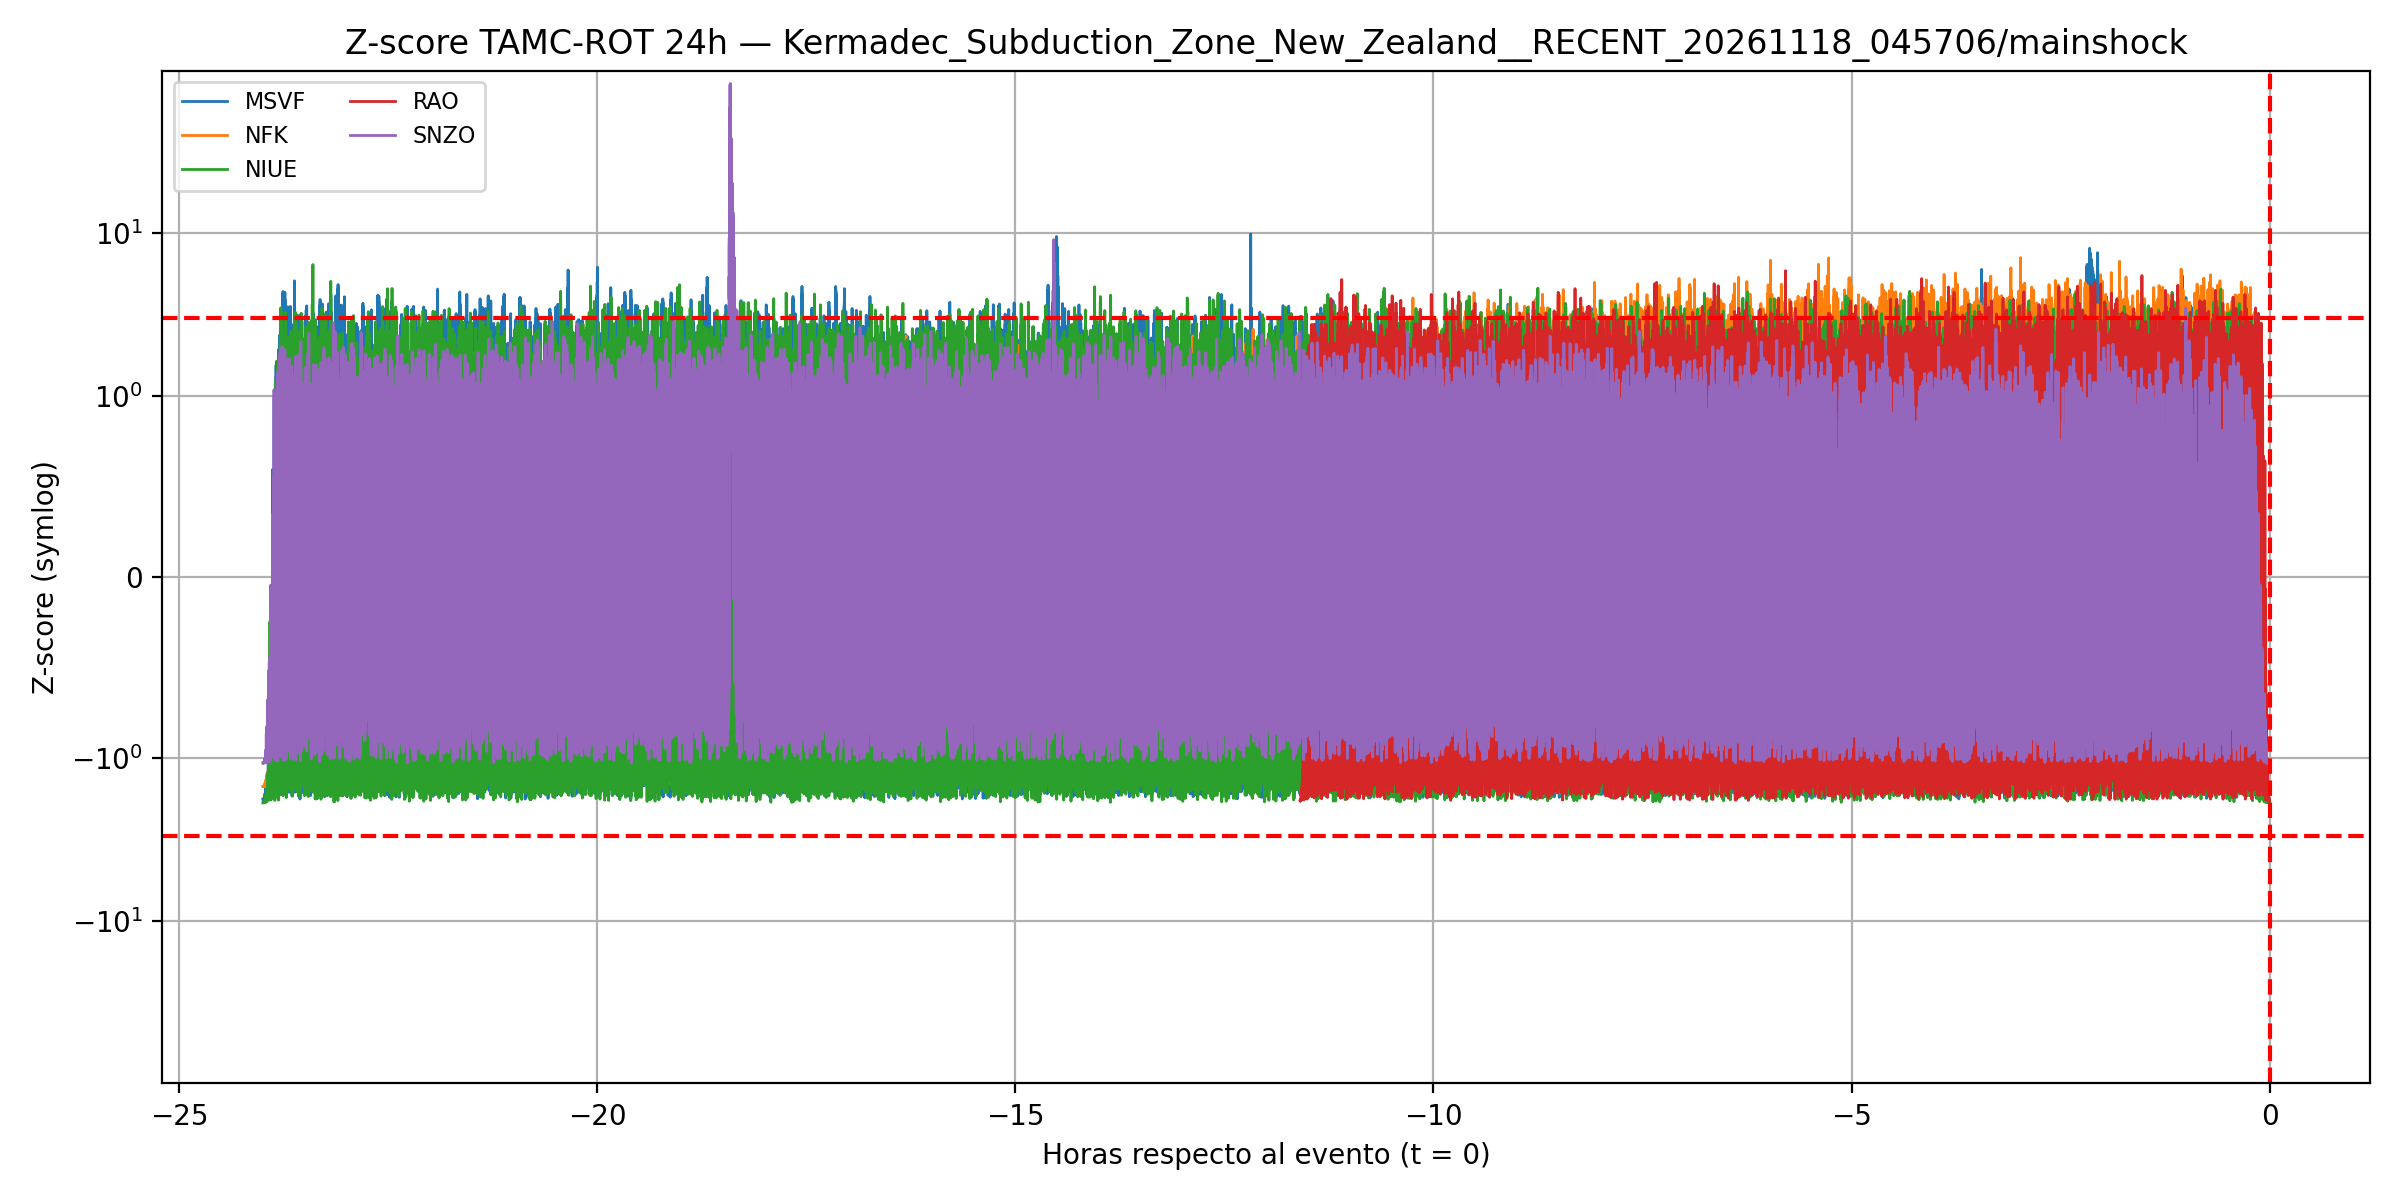 Z-score TAMC-ROT 24h — Kermadec_Subduction_Zone_New_Zealand__RECENT_20261118_045706/mainshock
MSVF
NFK
NIUE
RAO
SNZO
10¹
10⁰
0
−10⁰
−10¹
Z-score (symlog)
−25
−20
−15
−10
−5
0
Horas respecto al evento (t = 0)